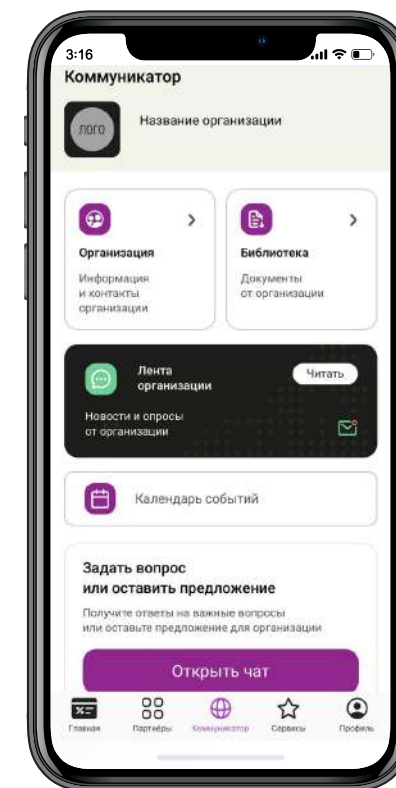 3:16
Коммуникатор
ЛОГО
Название организации
Организация
Информация
и контакты
организации
Библиотека
Документы
от организации
Лента
организации
Читать
Новости и опросы
от организации
Календарь событий
Задать вопрос
или оставить предложение
Получите ответы на важные вопросы
или оставьте предложение для организации
Открыть чат
Главная
Партнёры
Коммуникатор
Сервисы
Профиль